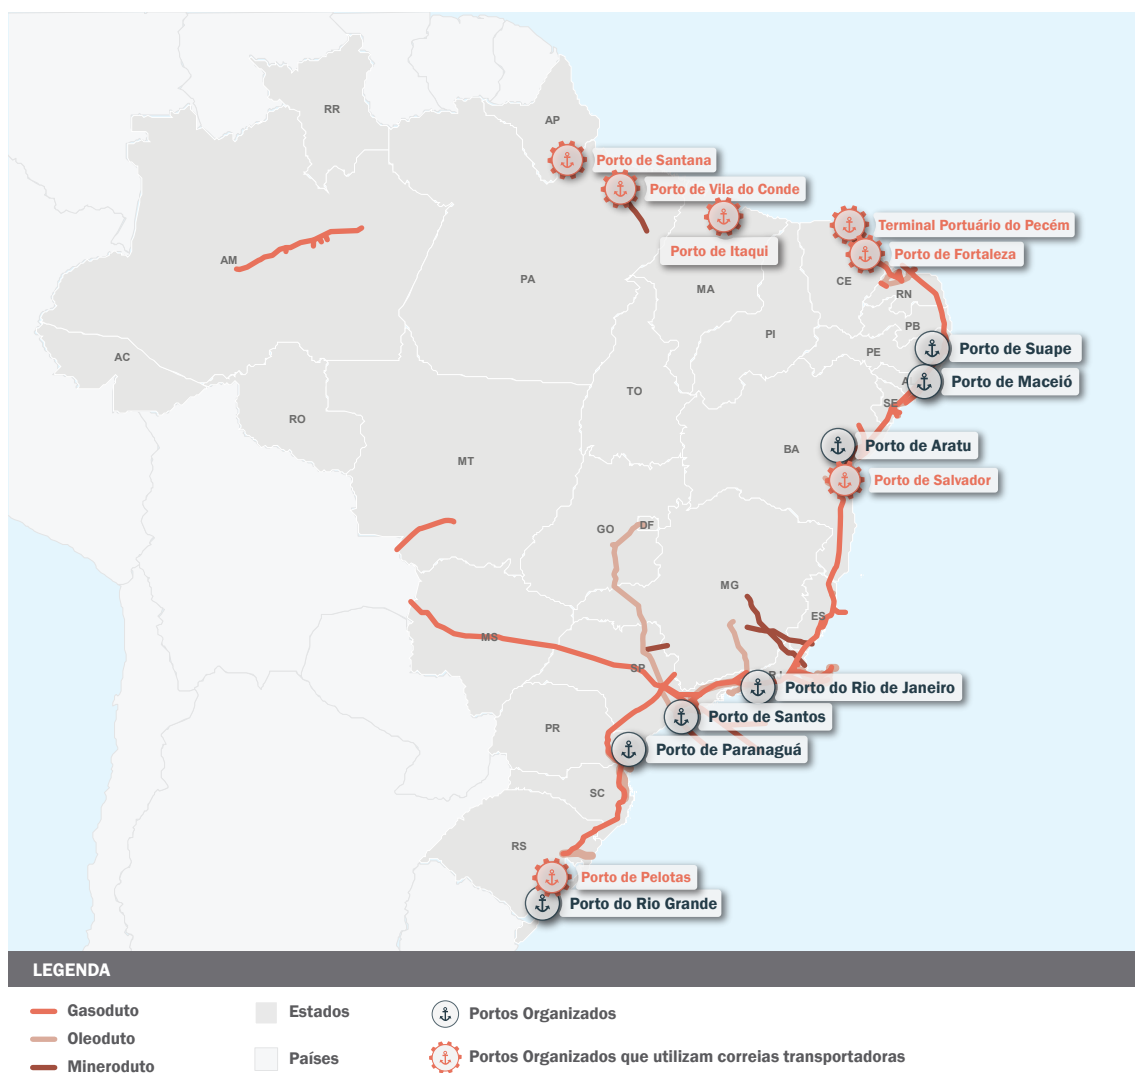 RR
AP
Porto de Santana
Porto de Vila do Conde
Porto de Itaqui
Terminal Portuário do Pecém
Porto de Fortaleza
AM
PA
MA
CE
RN
PI
PB
PE
AC
TO
RO
SE
BA
MT
GO
DF
MG
ES
MS
SP
PR
SC
RS
Porto de Suape
Porto de Maceió
Porto de Aratu
Porto de Salvador
Porto do Rio de Janeiro
Porto de Santos
Porto de Paranaguá
Porto de Pelotas
Porto do Rio Grande
LEGENDA
Gasoduto
Oleoduto
Mineroduto
Estados
Países
Portos Organizados
Portos Organizados que utilizam correias transportadoras